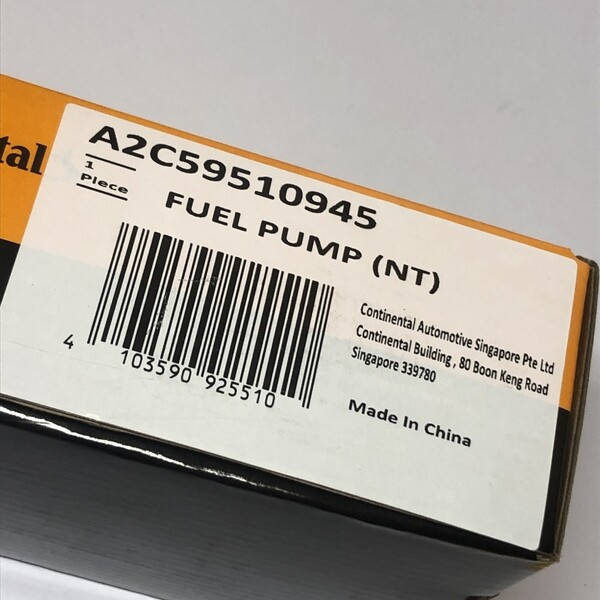 tal
A2C59510945
1
Piece
FUEL PUMP (NT)
4 103590 925510
Continental Automotive Singapore Pte Ltd
Continental Building , 80 Boon Keng Road
Singapore 339780
Made In China